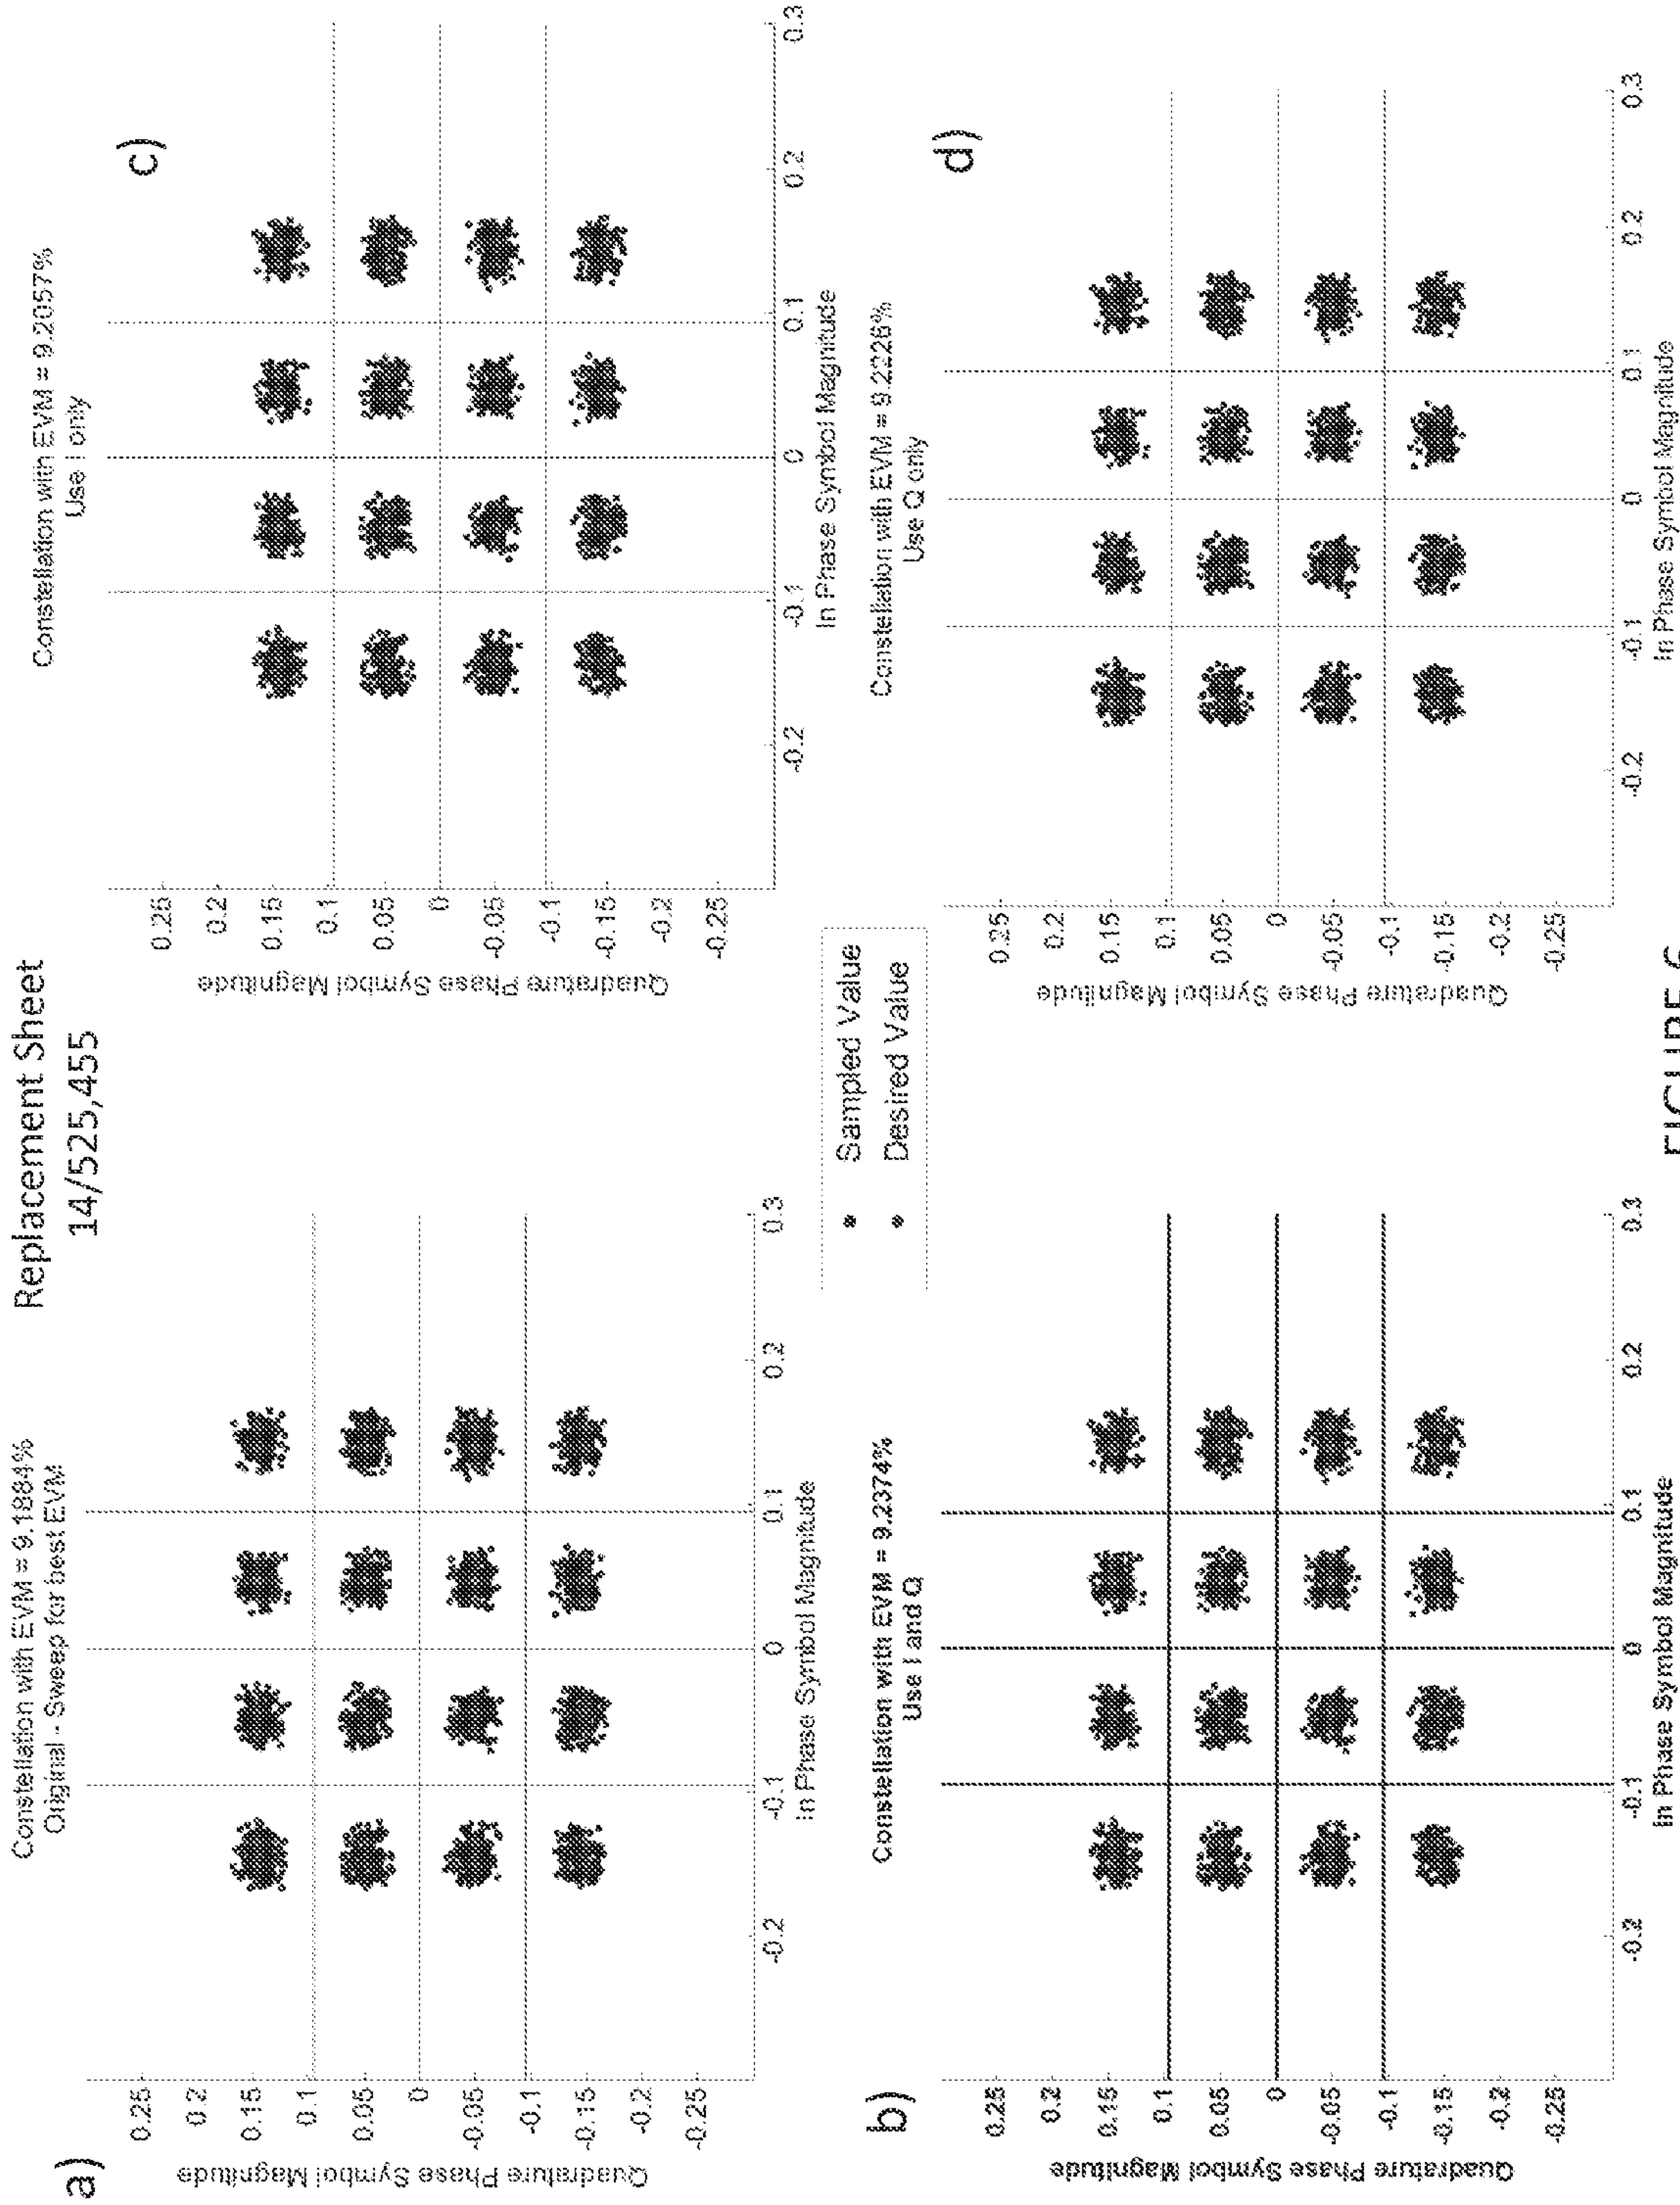 Replacement Sheet
14/525,455
a)
Constellation with EVM = 9.1884%
Original - Sweep for best EVM
Quadrature Phase Symbol Magnitude
0.25
0.2
0.15
0.1
0.05
0
-0.05
-0.1
-0.15
-0.2
-0.25
-0.2 -0.1 0 0.1 0.2 0.3
In Phase Symbol Magnitude
c)
Constellation with EVM = 9.2057%
Use I only
Quadrature Phase Symbol Magnitude
0.25
0.2
0.15
0.1
0.05
0
-0.05
-0.1
-0.15
-0.2
-0.25
-0.2 -0.1 0 0.1 0.2 0.3
In Phase Symbol Magnitude
Sampled Value
Desired Value
b)
Constellation with EVM = 9.2374%
Use I and Q
Quadrature Phase Symbol Magnitude
0.25
0.2
0.15
0.1
0.05
0
-0.05
-0.1
-0.15
-0.2
-0.25
-0.2 -0.1 0 0.1 0.2 0.3
In Phase Symbol Magnitude
d)
Constellation with EVM = 9.2226%
Use Q only
Quadrature Phase Symbol Magnitude
0.25
0.2
0.15
0.1
0.05
0
-0.05
-0.1
-0.15
-0.2
-0.25
-0.2 -0.1 0 0.1 0.2 0.3
In Phase Symbol Magnitude
FIGURE 6